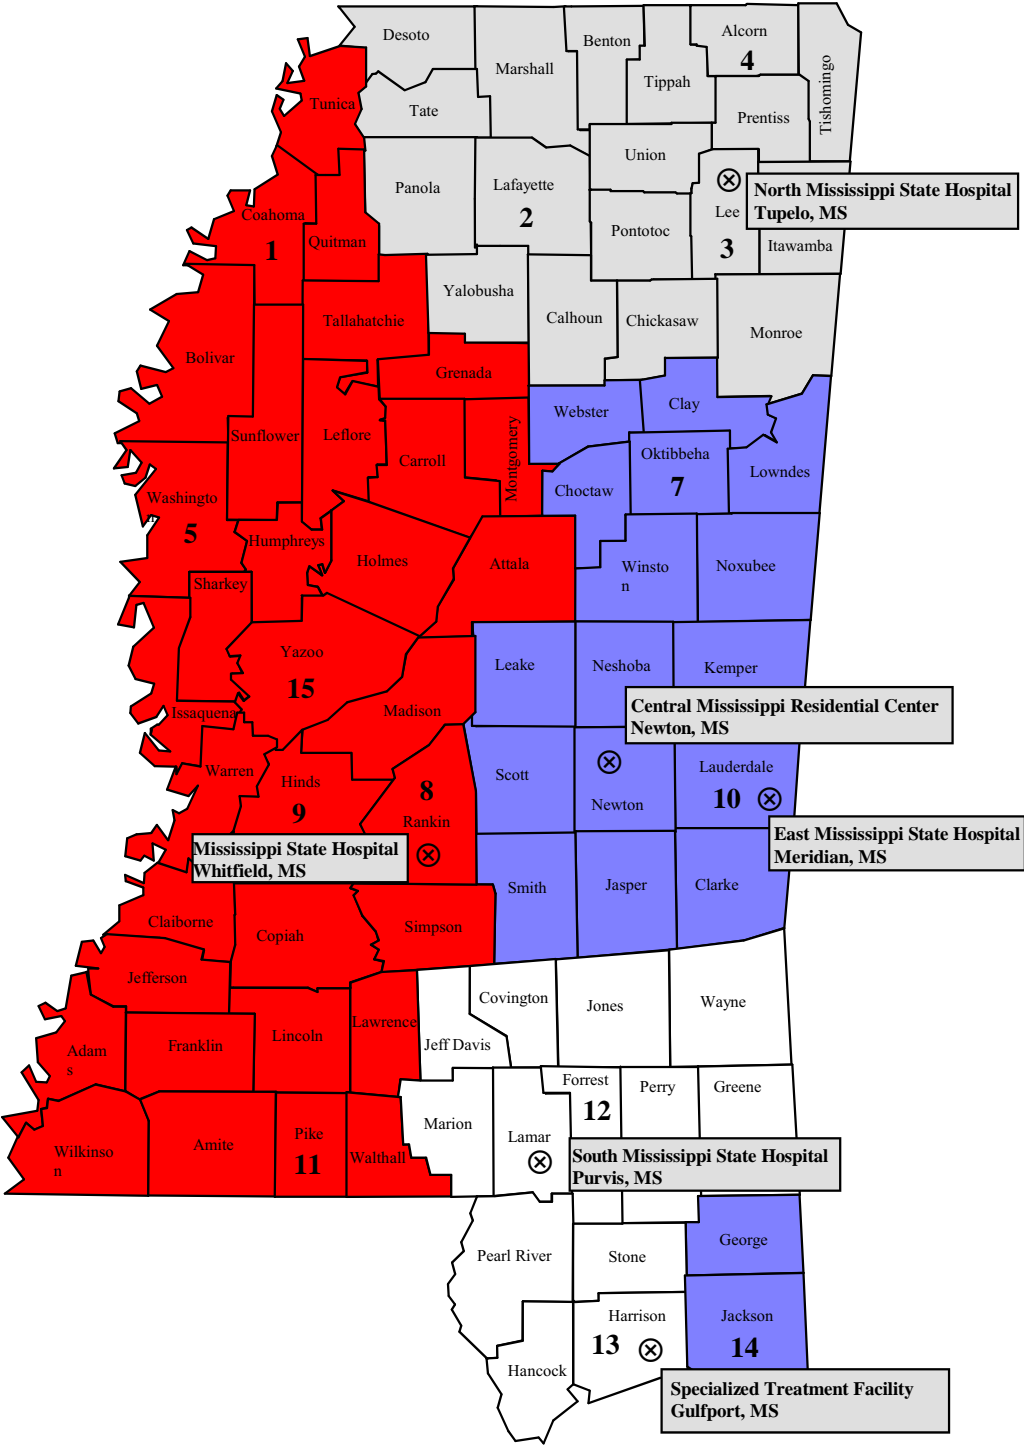 Desoto
Marshall
Benton
Tippah
Alcorn
4
Tishomingo
Tunica
Tate
Prentiss
Union
Panola
Lafayette
2
Pontotoc
Lee
3
North Mississippi State Hospital
Tupelo, MS
Itawamba
Coahoma
1
Quitman
Yalobusha
Calhoun
Chickasaw
Monroe
Tallahatchie
Bolivar
Grenada
Webster
Clay
Sunflower
Leflore
Carroll
Montgomery
Oktibbeha
7
Choctaw
Lowndes
Washingto
n
5
Humphreys
Holmes
Attala
Winsto
n
Noxubee
Sharkey
Yazoo
15
Leake
Neshoba
Kemper
Issaquena
Madison
Central Mississippi Residential Center
Newton, MS
Warren
Hinds
9
8
Rankin
Scott
Newton
Lauderdale
10
East Mississippi State Hospital
Meridian, MS
Mississippi State Hospital
Whitfield, MS
Smith
Jasper
Clarke
Claiborne
Copiah
Simpson
Jefferson
Covington
Jones
Wayne
Adam
s
Franklin
Lincoln
Lawrence
Jeff Davis
Forrest
12
Perry
Greene
Marion
Lamar
Wilkinso
n
Amite
Pike
11
Walthall
South Mississippi State Hospital
Purvis, MS
Pearl River
Stone
George
Harrison
13
Jackson
14
Hancock
Specialized Treatment Facility
Gulfport, MS